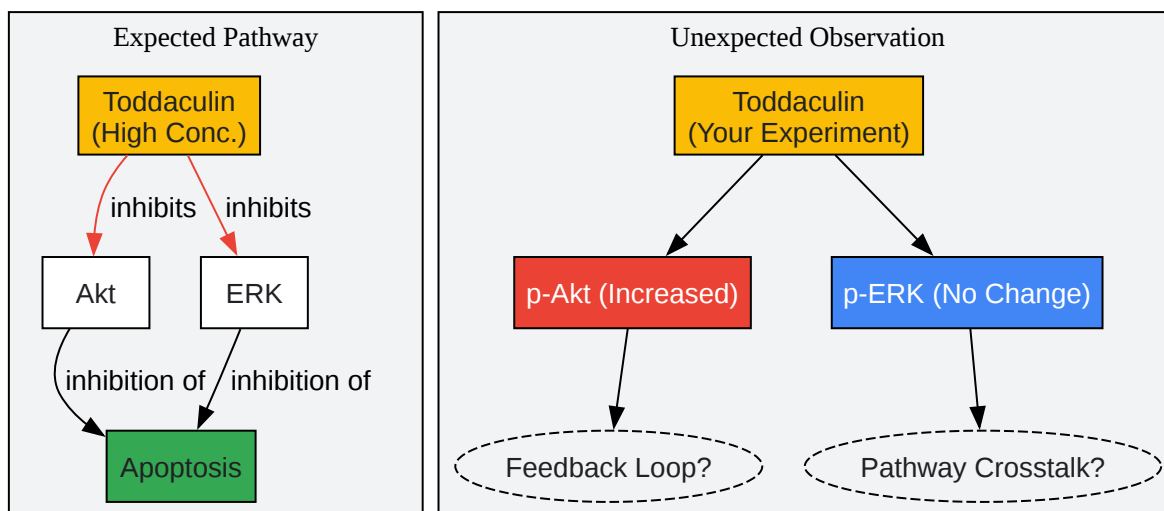 Expected Pathway
Toddaculin
(High Conc.)
inhibits
inhibits
Akt
ERK
inhibition of
inhibition of
Apoptosis
Unexpected Observation
Toddaculin
(Your Experiment)
p-Akt (Increased)
p-ERK (No Change)
Feedback Loop?
Pathway Crosstalk?